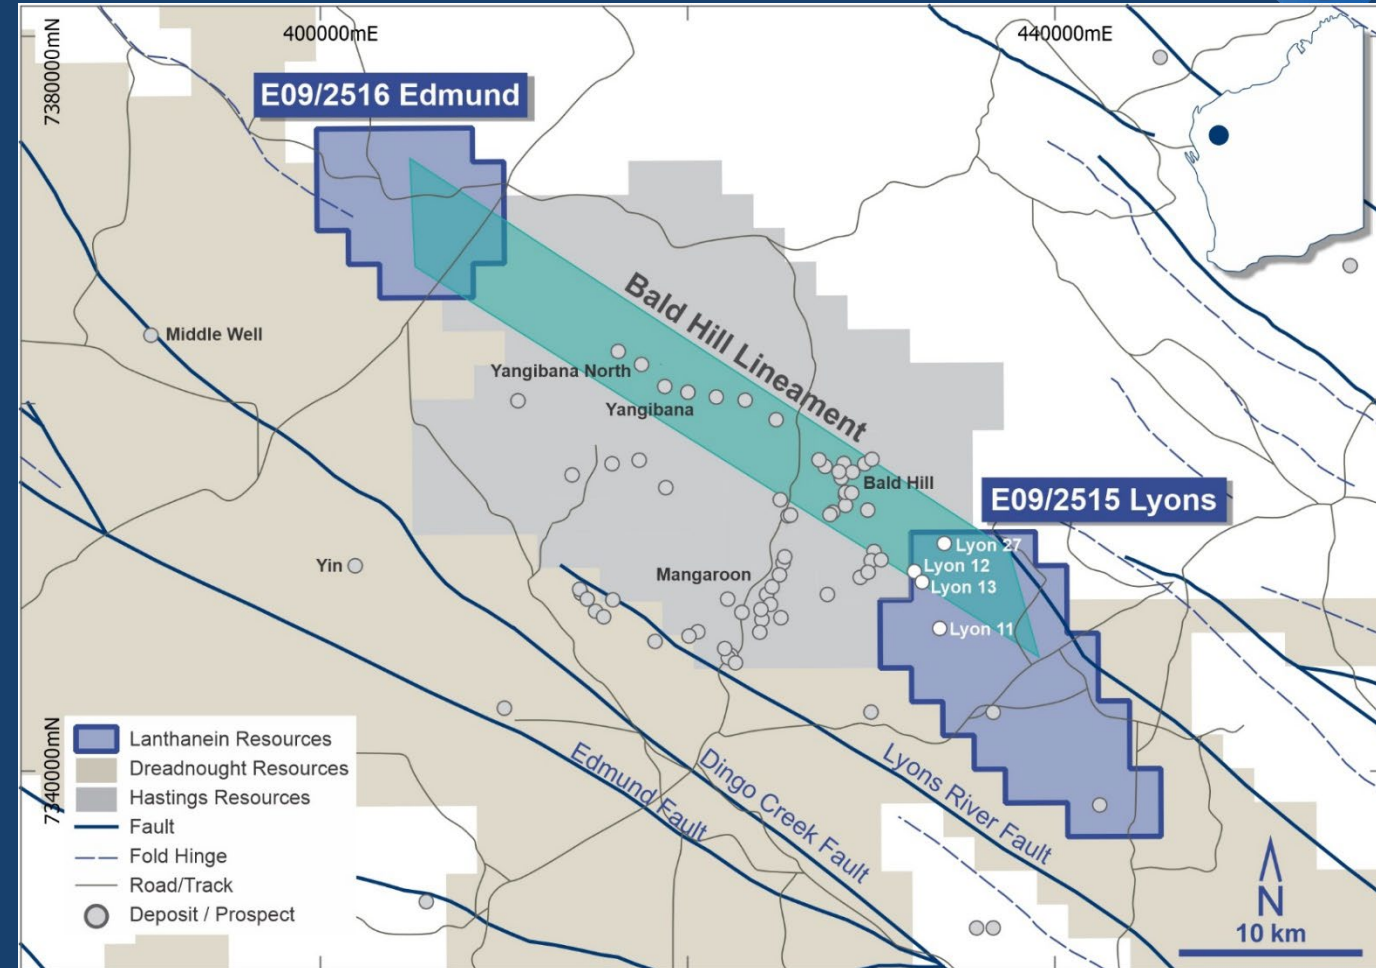 400000mE
440000mE
7380000mN
E09/2516 Edmund
Bald Hill Lineament
Middle Well
Yangibana North
Yangibana
Bald Hill
E09/2515 Lyons
Lyon 27
Lyon 12
Lyon 13
Yin
Mangaroon
Lyon 11
7340000mN
Lanthanein Resources
Dreadnought Resources
Hastings Resources
Fault
Fold Hinge
Road/Track
Deposit / Prospect
Edmund Fault
Dingo Creek Fault
Lyons River Fault
N
10 km